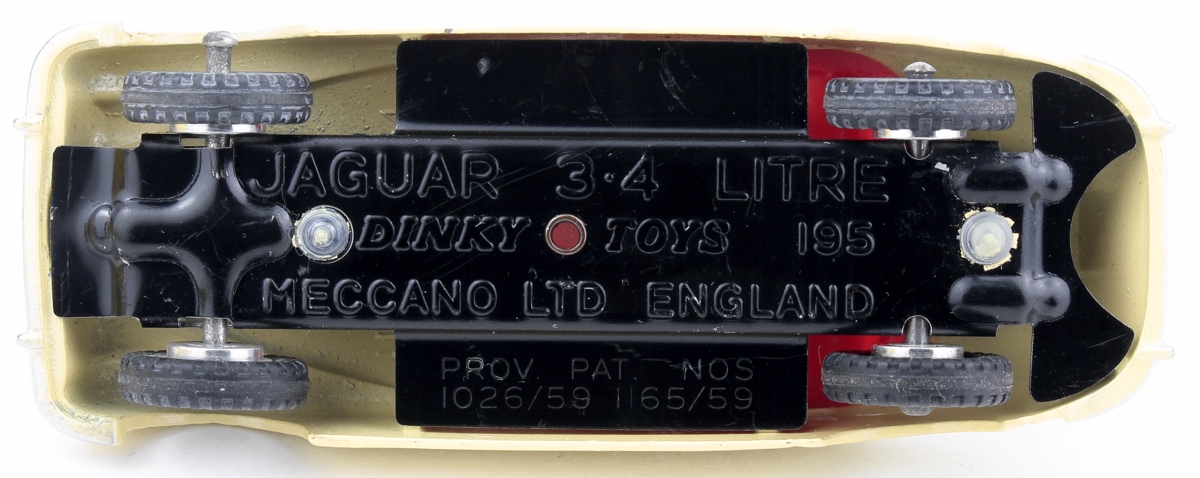 JAGUAR 3·4 LITRE
DINKY TOYS 195
MECCANO LTD ENGLAND
PROV. PAT. NOS
1026/59 1165/59